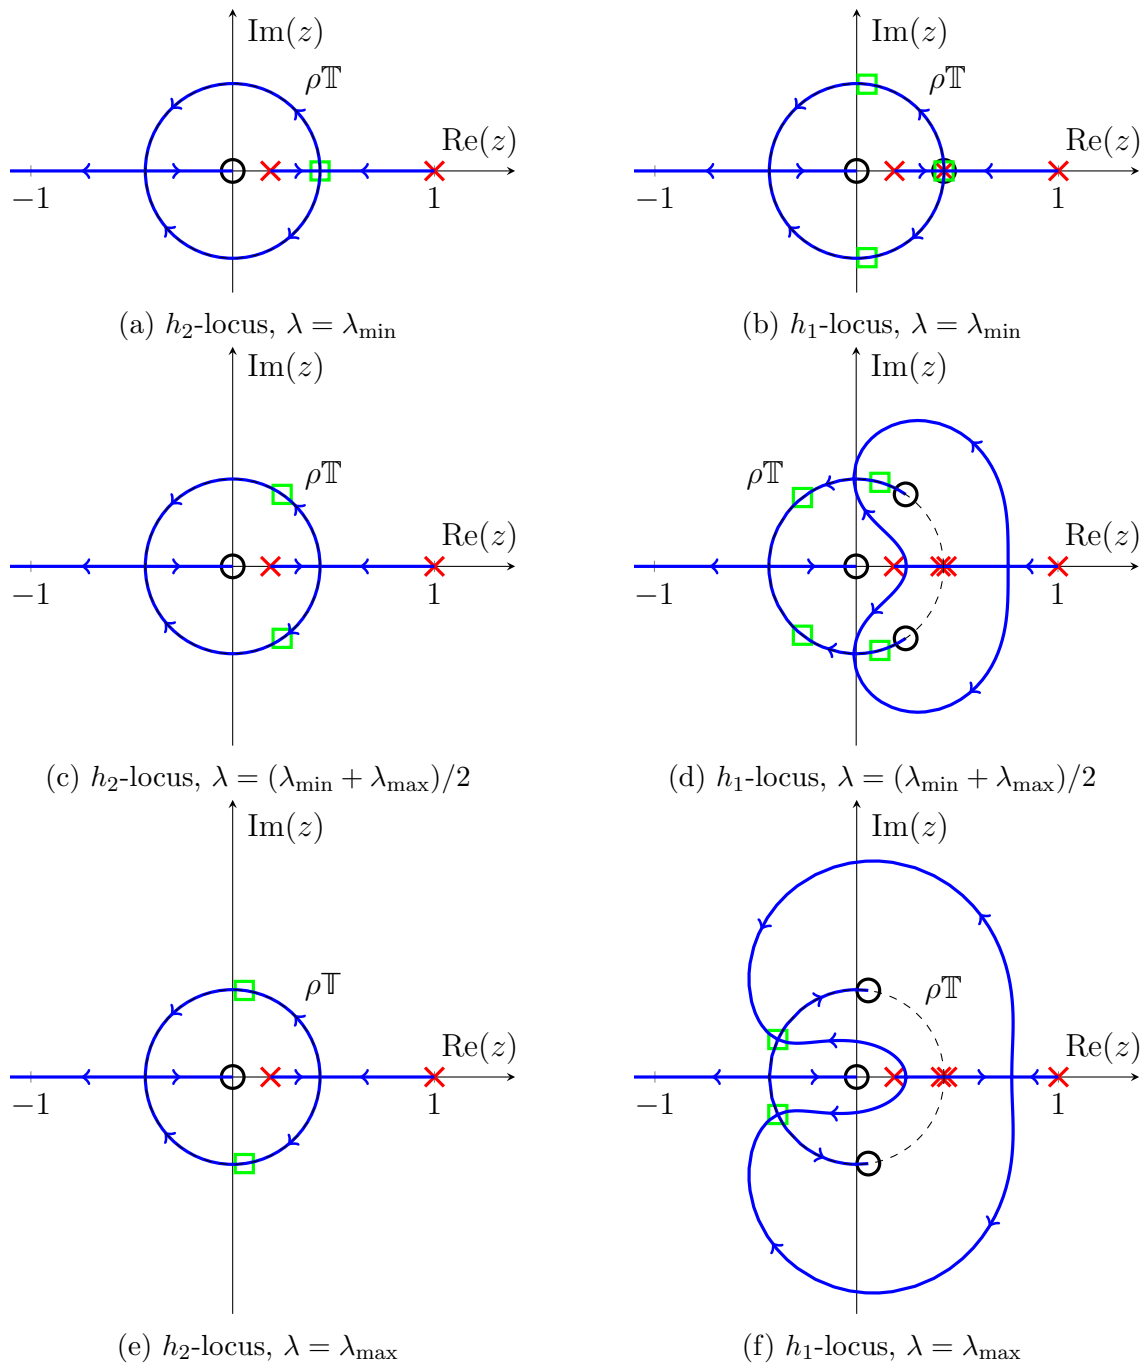 Im(z)
ρ𝕋
Re(z)
−1
1
(a) h₂-locus, λ = λ_min
Im(z)
ρ𝕋
Re(z)
−1
1
(b) h₁-locus, λ = λ_min
Im(z)
ρ𝕋
Re(z)
−1
1
(c) h₂-locus, λ = (λ_min + λ_max)/2
Im(z)
ρ𝕋
Re(z)
−1
1
(d) h₁-locus, λ = (λ_min + λ_max)/2
Im(z)
ρ𝕋
Re(z)
−1
1
(e) h₂-locus, λ = λ_max
Im(z)
ρ𝕋
Re(z)
−1
1
(f) h₁-locus, λ = λ_max